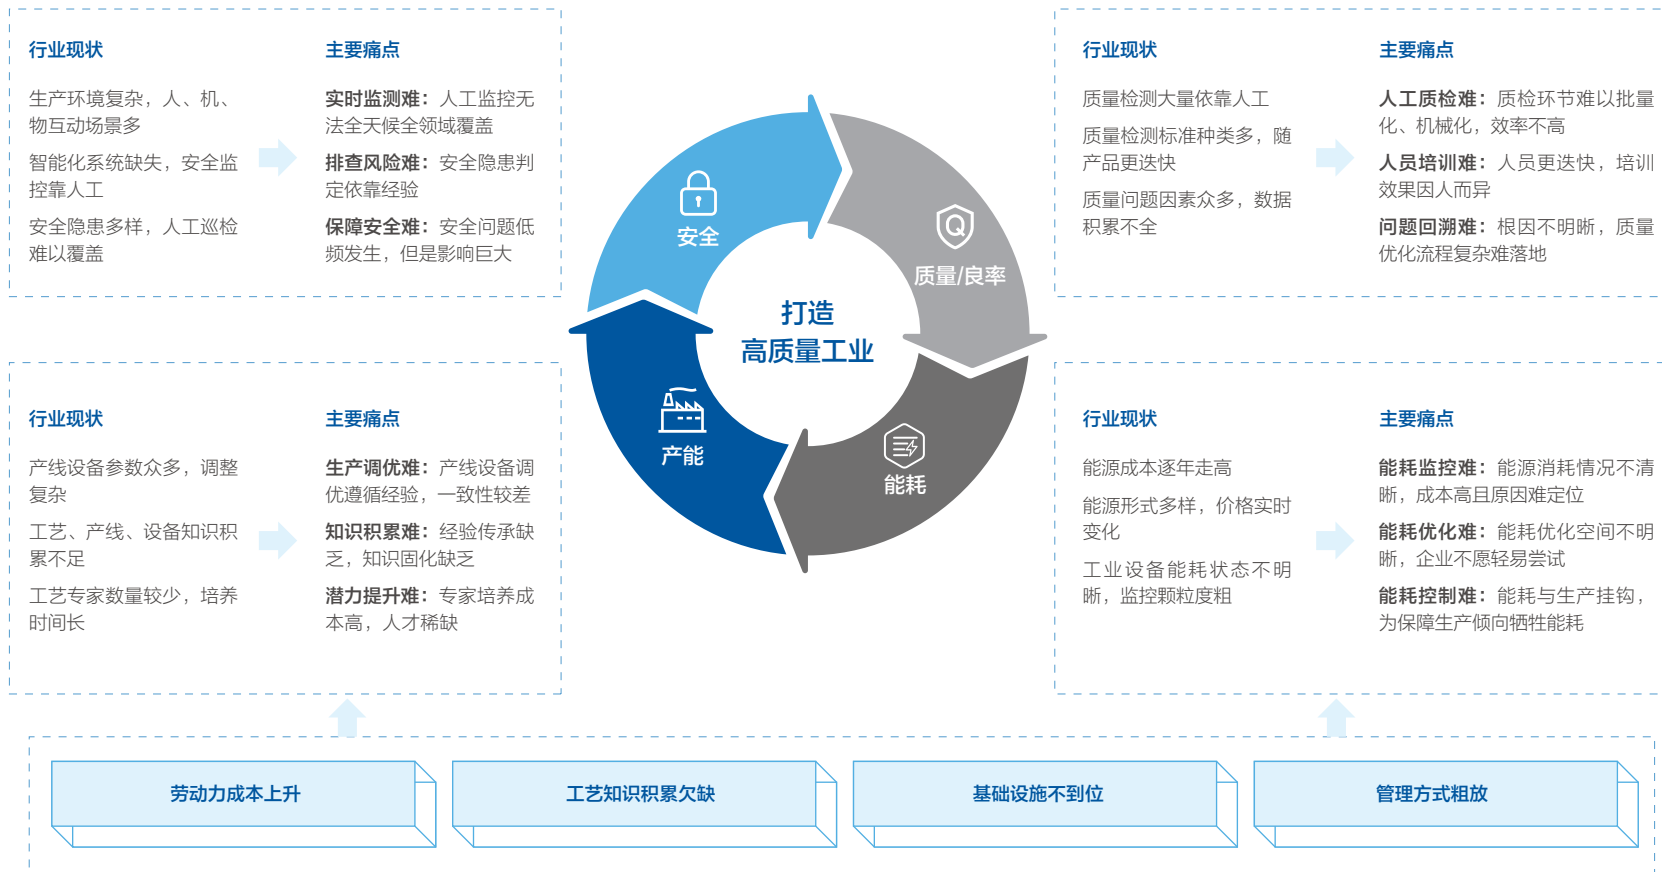 行业现状
生产环境复杂，人、机、
物互动场景多
智能化系统缺失，安全监
控靠人工
安全隐患多样，人工巡检
难以覆盖
主要痛点
实时监测难：人工监控无
法全天候全领域覆盖
排查风险难：安全隐患判
定依靠经验
保障安全难：安全问题低
频发生，但是影响巨大
安全
质量/良率
Q
打造
高质量工业
产能
能耗
行业现状
质量检测大量依靠人工
质量检测标准种类多，随
产品更迭快
质量问题因素众多，数据
积累不全
主要痛点
人工质检难：质检环节难以批量
化、机械化，效率不高
人员培训难：人员更迭快，培训
效果因人而异
问题回溯难：根因不明晰，质量
优化流程复杂难落地
行业现状
产线设备参数众多，调整
复杂
工艺、产线、设备知识积
累不足
工艺专家数量较少，培养
时间长
主要痛点
生产调优难：产线设备调
优遵循经验，一致性较差
知识积累难：经验传承缺
乏，知识固化缺乏
潜力提升难：专家培养成
本高，人才稀缺
行业现状
能源成本逐年走高
能源形式多样，价格实时
变化
工业设备能耗状态不明
晰，监控颗粒度粗
主要痛点
能耗监控难：能源消耗情况不清
晰，成本高且原因难定位
能耗优化难：能耗优化空间不明
晰，企业不愿轻易尝试
能耗控制难：能耗与生产挂钩，
为保障生产倾向牺牲能耗
劳动力成本上升
工艺知识积累欠缺
基础设施不到位
管理方式粗放